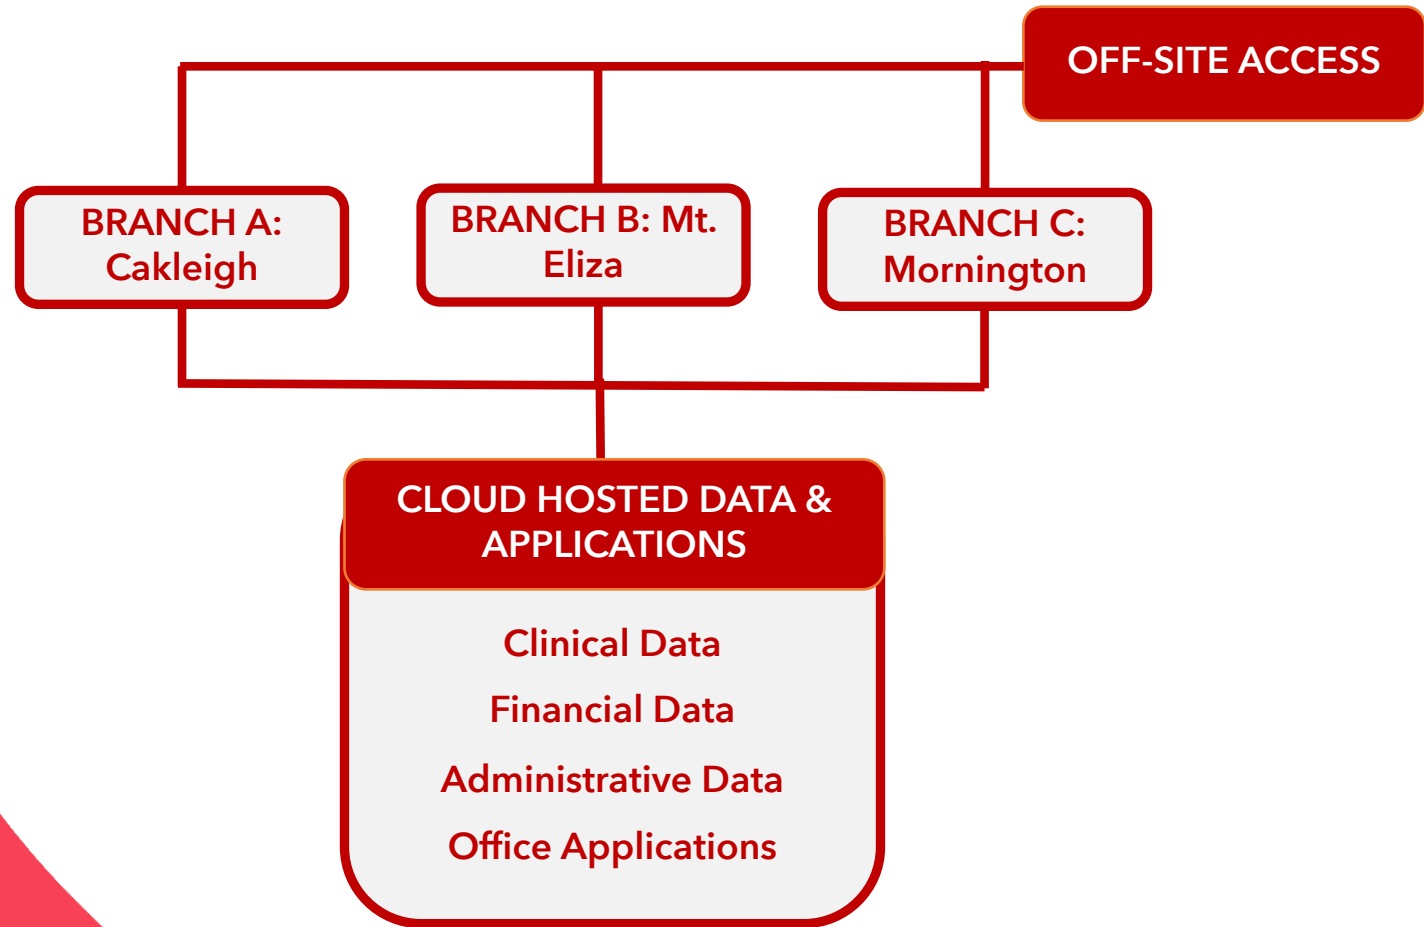 OFF-SITE ACCESS
BRANCH A:
Cakleigh
BRANCH B: Mt.
Eliza
BRANCH C:
Mornington
CLOUD HOSTED DATA &
APPLICATIONS
Clinical Data
Financial Data
Administrative Data
Office Applications